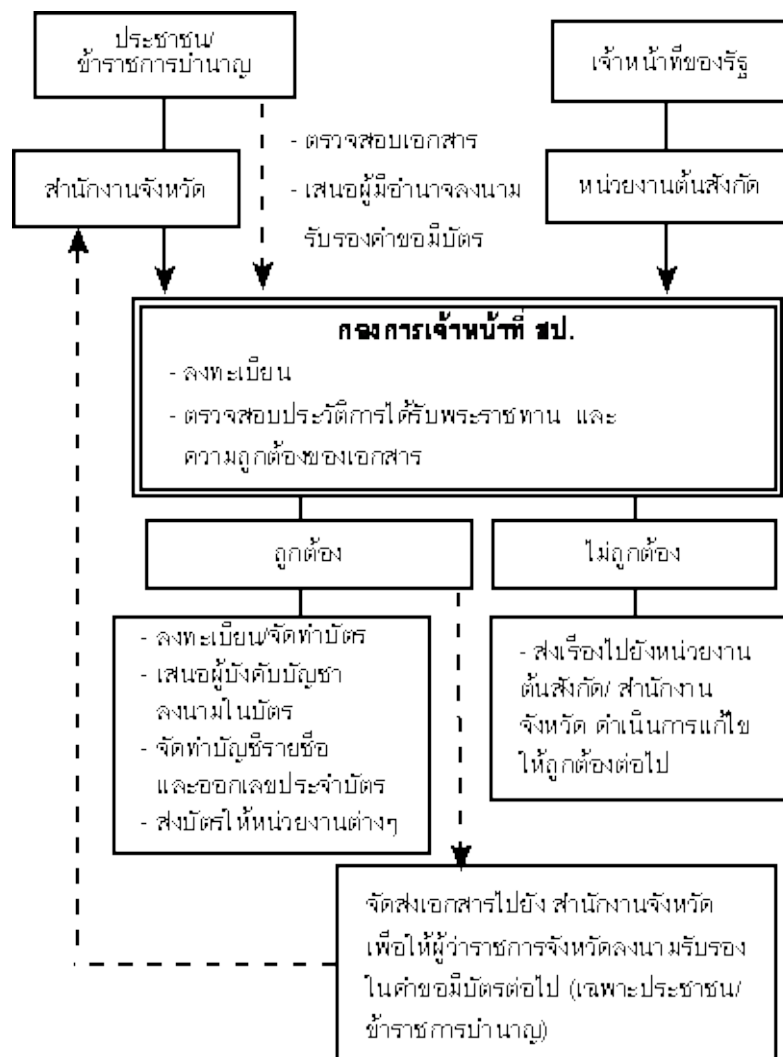 ประชาชน/
ข้าราชการบำนาญ
เจ้าหน้าที่ของรัฐ
สำนักงานจังหวัด
- ตรวจสอบเอกสาร
- เสนอผู้มีอำนาจลงนาม
รับรองคำขอมีบัตร
หน่วยงานต้นสังกัด
กองการเจ้าหน้าที่ สป.
- ลงทะเบียน
- ตรวจสอบประวัติการได้รับพระราชทาน และ
ความถูกต้องของเอกสาร
ถูกต้อง
ไม่ถูกต้อง
- ลงทะเบียน/จัดทำบัตร
- เสนอผู้บังคับบัญชา
ลงนามในบัตร
- จัดทำบัญชีรายชื่อ
และออกเลขประจำบัตร
- ส่งบัตรให้หน่วยงานต่างๆ
- ส่งเรื่องไปยังหน่วยงาน
ต้นสังกัด/ สำนักงาน
จังหวัด ดำเนินการแก้ไข
ให้ถูกต้องต่อไป
จัดส่งเอกสารไปยัง สำนักงานจังหวัด
เพื่อให้ผู้ว่าราชการจังหวัดลงนามรับรอง
ในคำขอมีบัตรต่อไป (เฉพาะประชาชน/
ข้าราชการบำนาญ)